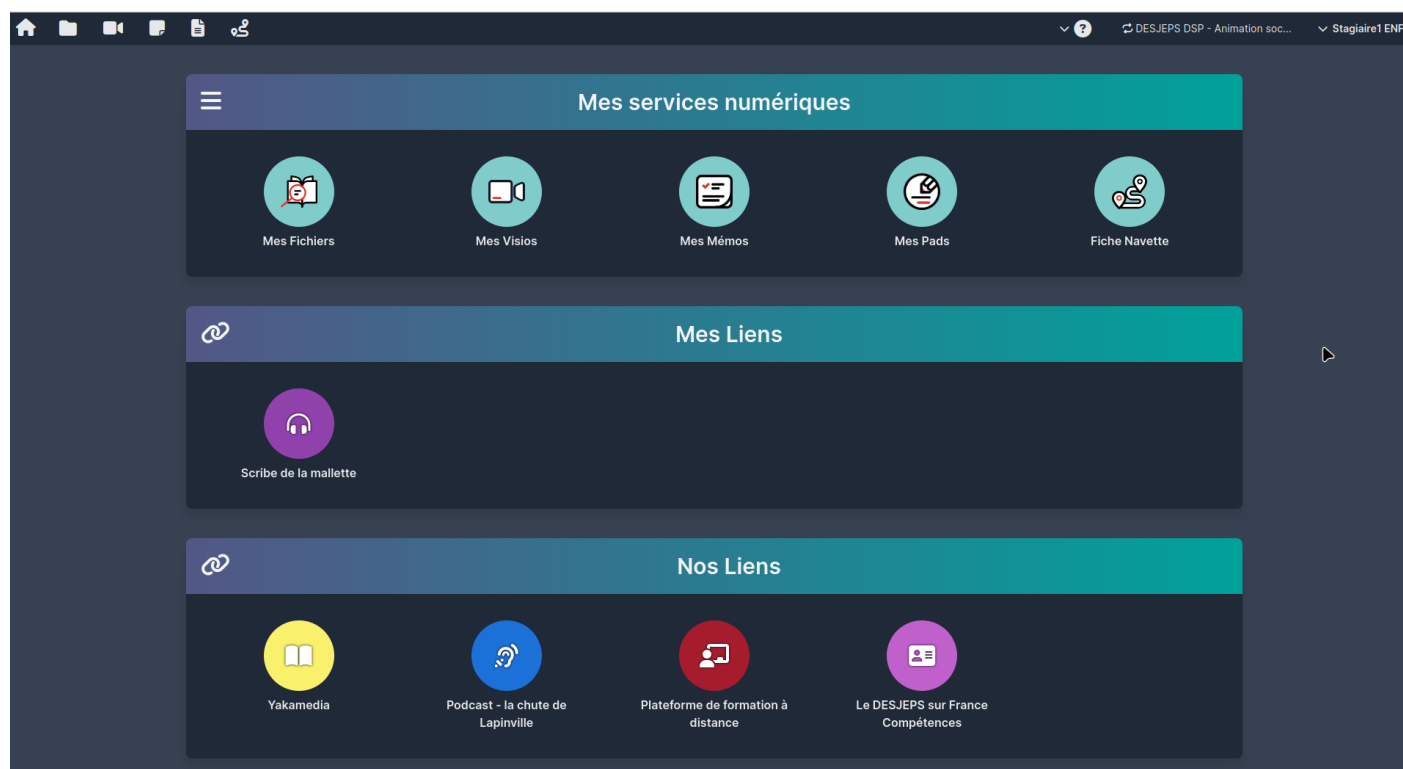 ? DESJEPS DSP - Animation soc... Stagiaire1 ENF
Mes services numériques
Mes Fichiers Mes Visios Mes Mémos Mes Pads Fiche Navette
Mes Liens
Scribe de la mallette
Nos Liens
Yakamedia Podcast - la chute de Plateforme de formation à Le DESJEPS sur France
Lapinville distance Compétences